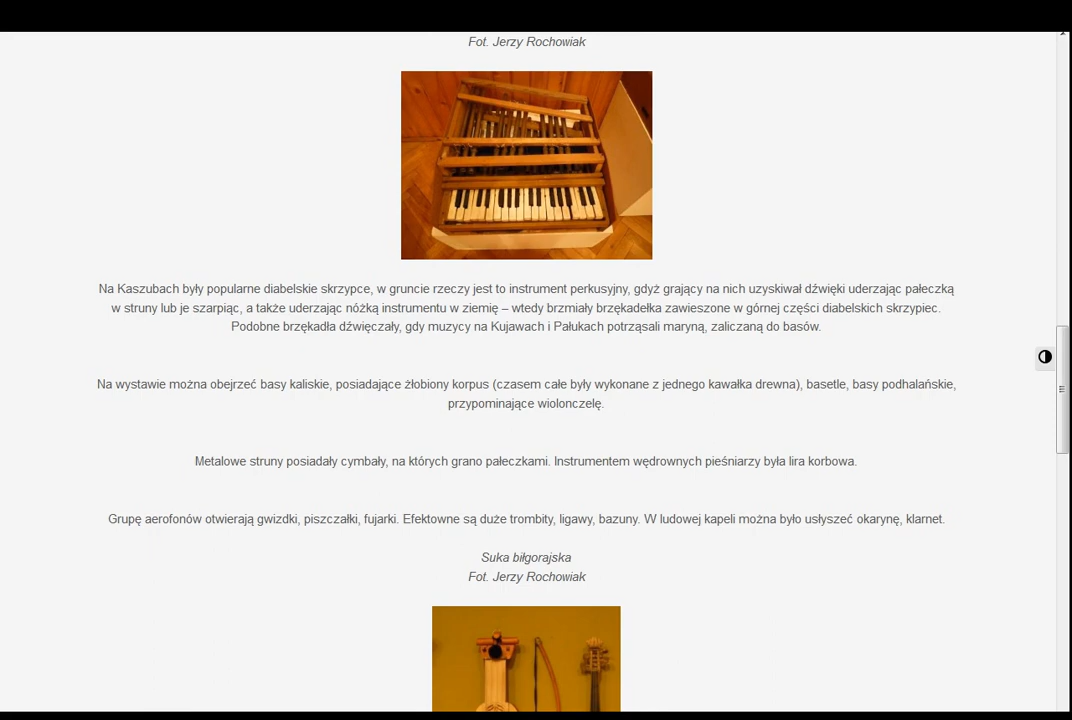 Fot. Jerzy Rochowiak
Na Kaszubach były popularne diabelskie skrzypce, w gruncie rzeczy jest to instrument perkusyjny, gdyż grający na nich uzyskiwał dźwięki uderzając pałeczką
w struny lub je szarpiąc, a także uderzając nóżką instrumentu w ziemię – wtedy brzmiały brzękadełka zawieszone w górnej części diabelskich skrzypiec.
Podobne brzękadła dźwięczały, gdy muzycy na Kujawach i Pałukach potrząsali maryną, zaliczaną do basów.
Na wystawie można obejrzeć basy kaliskie, posiadające żłobiony korpus (czasem całe były wykonane z jednego kawałka drewna), basetle, basy podhalańskie,
przypominające wiolonczelę.
Metalowe struny posiadały cymbały, na których grano pałeczkami. Instrumentem wędrownych pieśniarzy była lira korbowa.
Grupę aerofonów otwierają gwizdki, piszczałki, fujarki. Efektowne są duże trombity, ligawy, bazuny. W ludowej kapeli można było usłyszeć okarynę, klarnet.
Suka biłgorajska
Fot. Jerzy Rochowiak